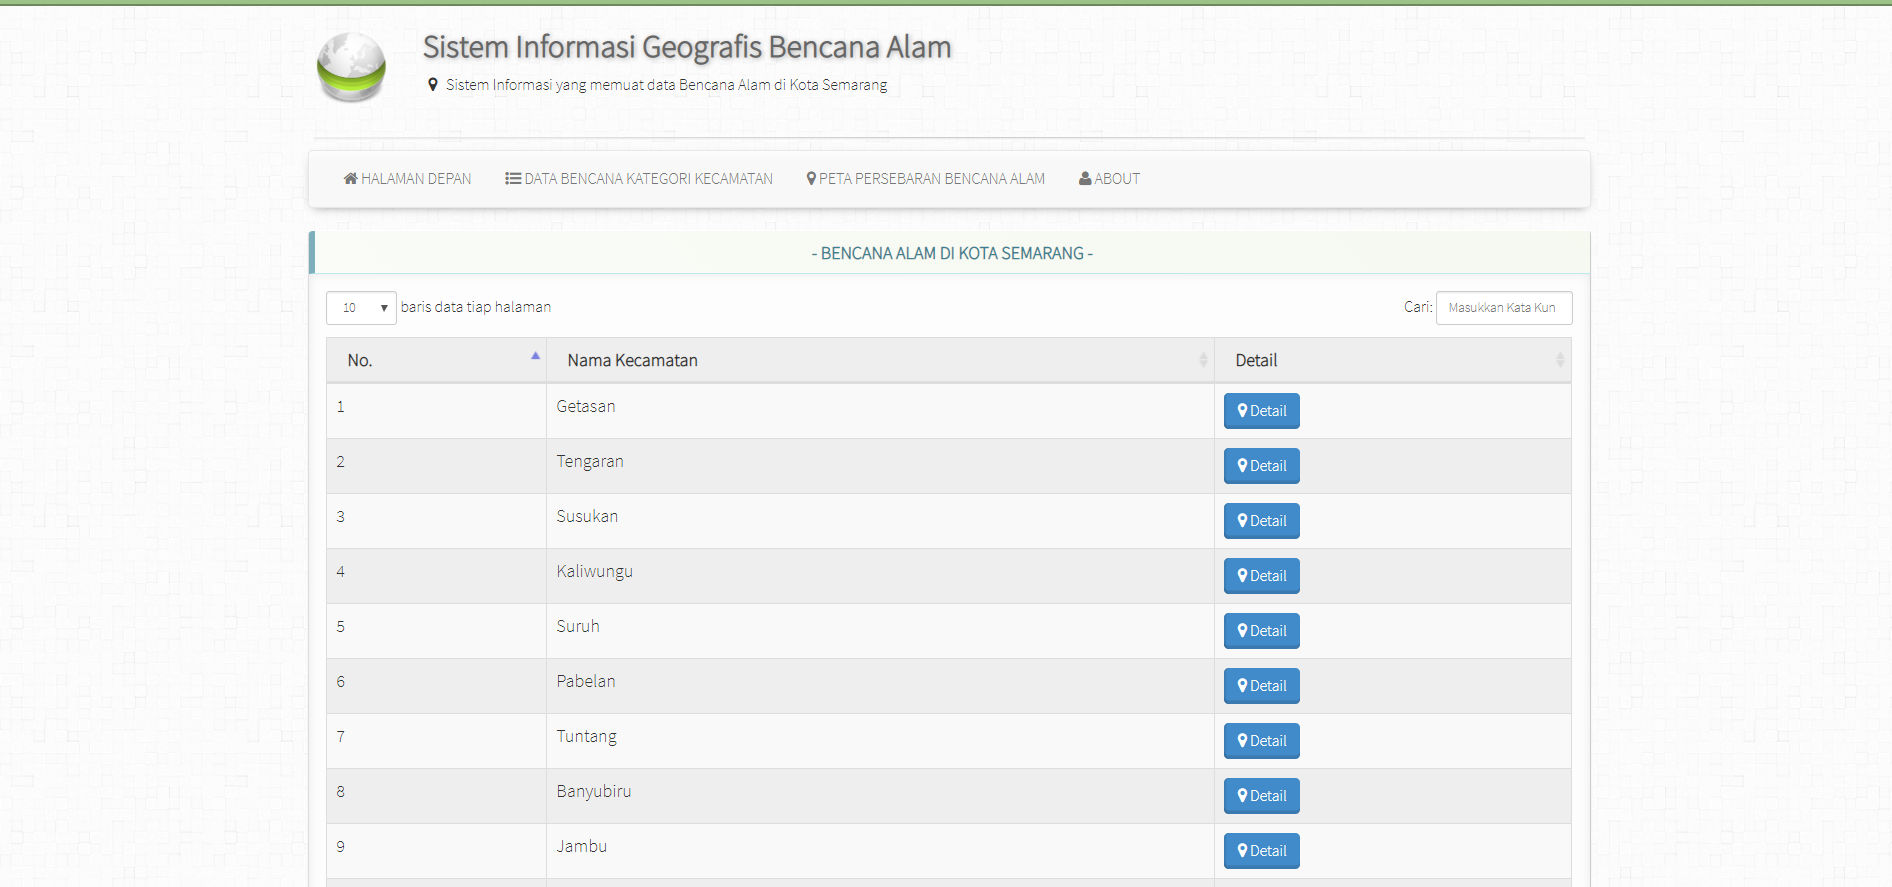 Sistem Informasi Geografis Bencana Alam
Sistem Informasi yang memuat data Bencana Alam di Kota Semarang
HALAMAN DEPAN DATA BENCANA KATEGORI KECAMATAN PETA PERSEBARAN BENCANA ALAM ABOUT
- BENCANA ALAM DI KOTA SEMARANG -
10 baris data tiap halaman Cari: Masukkan Kata Kun
No. Nama Kecamatan Detail
1 Getasan Detail
2 Tengaran Detail
3 Susukan Detail
4 Kaliwungu Detail
5 Suruh Detail
6 Pabelan Detail
7 Tuntang Detail
8 Banyubiru Detail
9 Jambu Detail